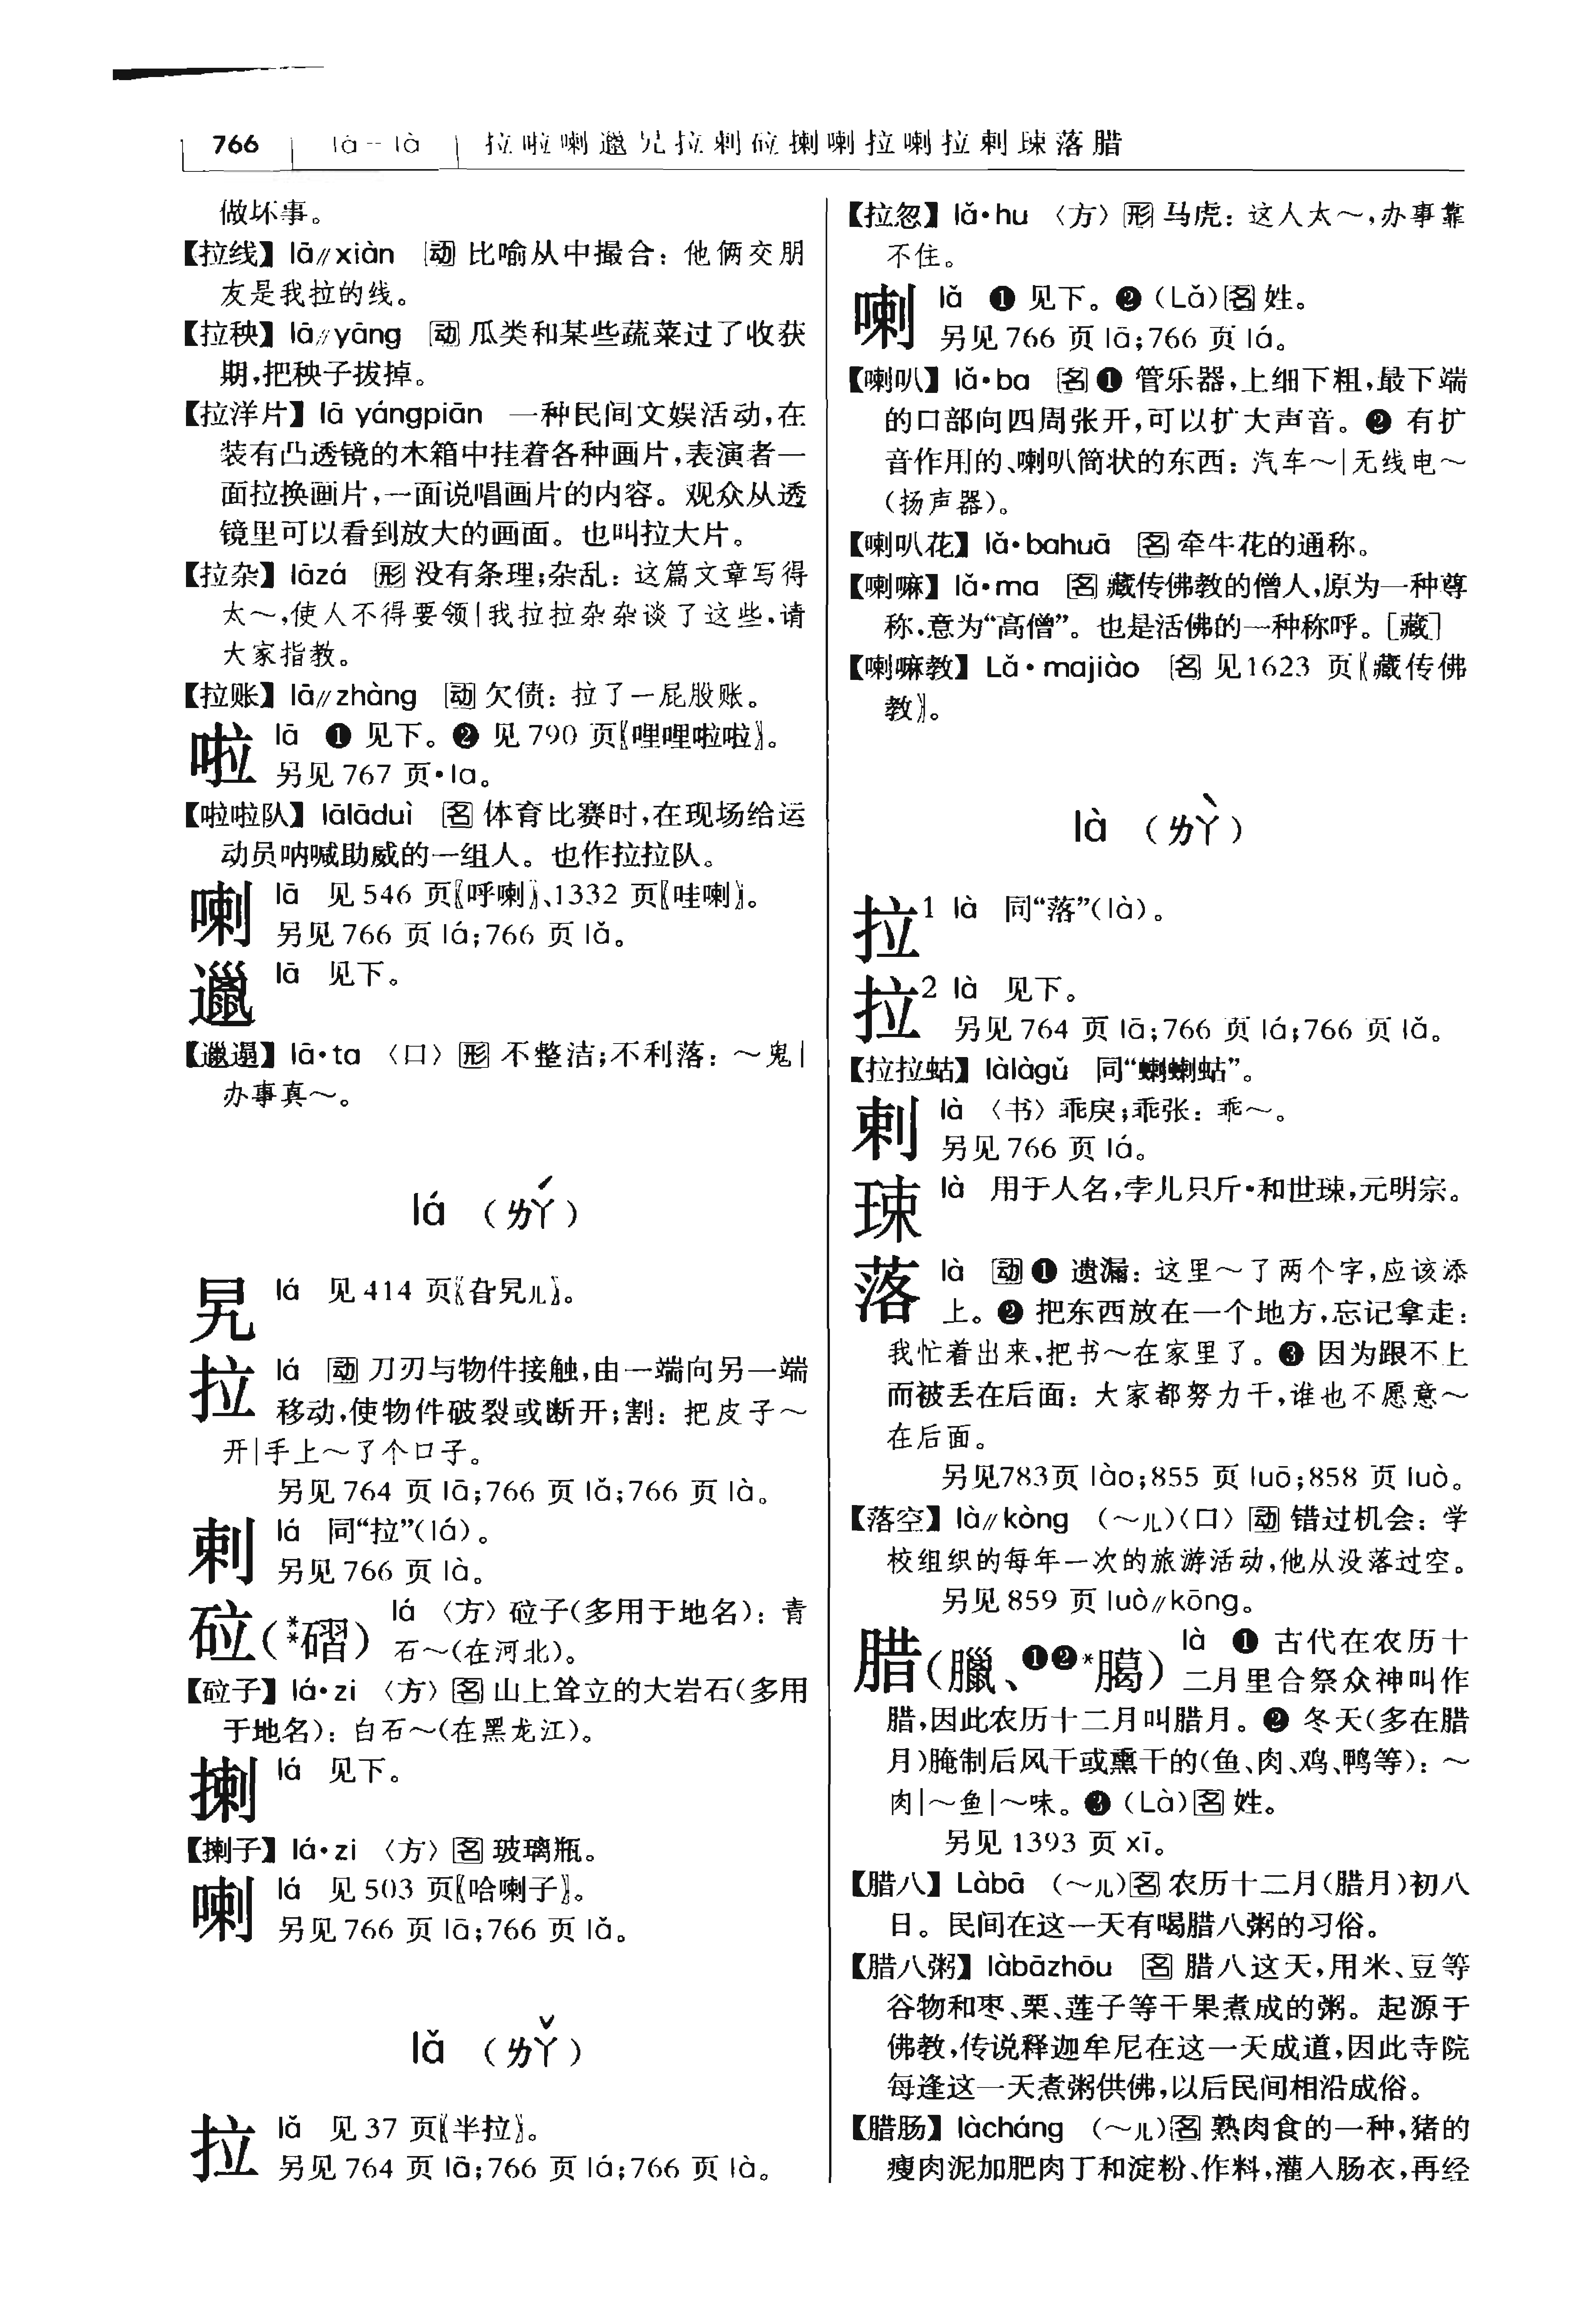 766 lā–là 拉啦喇邋旯拉剌砬揦喇拉喇拉剌瑓落腊
做坏事。
【拉线】lā∥xiàn 动 比喻从中撮合：他俩交朋
友是我拉的线。
【拉秧】lā∥yāng 动 瓜类和某些蔬菜过了收获
期，把秧子拔掉。
【拉洋片】lā yángpiān 一种民间文娱活动，在
装有凸透镜的木箱中挂着各种画片，表演者一
面拉换画片，一面说唱画片的内容。观众从透
镜里可以看到放大的画面。也叫拉大片。
【拉杂】lāzá 形 没有条理；杂乱：这篇文章写得
太～，使人不得要领|我拉拉杂杂谈了这些，请
大家指教。
【拉账】lā∥zhàng 动 欠债：拉了一屁股账。
啦 lā ❶ 见下。❷ 见 790 页〖哩哩啦啦〗。
另见 767 页•la。
【啦啦队】lālāduì 名 体育比赛时，在现场给运
动员呐喊助威的一组人。也作拉拉队。
喇 lā 见 546 页〖呼喇〗、1332 页〖哇喇〗。
另见 766 页 lá；766 页 lǎ。
邋 lā 见下。
【邋遢】lā•ta 〈口〉 形 不整洁；不利落：～鬼|
办事真～。
lá （ㄌㄚˊ）
旯 lá 见 414 页〖旮旯儿〗。
拉 lá 动 刀刃与物件接触，由一端向另一端
移动，使物件破裂或断开；割：把皮子～
开|手上～了个口子。
另见 764 页 lā；766 页 lǎ；766 页 là。
剌 lá 同“拉”(lá)。
另见 766 页 là。
砬（**磖） lá 〈方〉 砬子(多用于地名)：青
石～(在河北)。
【砬子】lá•zi 〈方〉 名 山上耸立的大岩石(多用
于地名)：白石～(在黑龙江)。
揦 lá 见下。
【揦子】lá•zi 〈方〉 名 玻璃瓶。
喇 lá 见 503 页〖哈喇子〗。
另见 766 页 lā；766 页 lǎ。
lǎ （ㄌㄚˇ）
拉 lǎ 见 37 页〖半拉〗。
另见 764 页 lā；766 页 lá；766 页 là。
【拉忽】lǎ•hu 〈方〉 形 马虎：这人太～，办事靠
不住。
喇 lǎ ❶ 见下。❷ (Lǎ) 名 姓。
另见 766 页 lā；766 页 lá。
【喇叭】lǎ•ba 名 ❶ 管乐器，上细下粗，最下端
的口部向四周张开，可以扩大声音。❷ 有扩
音作用的、喇叭筒状的东西：汽车～|无线电～
(扬声器)。
【喇叭花】lǎ•bahuā 名 牵牛花的通称。
【喇嘛】lǎ•ma 名 藏传佛教的僧人，原为一种尊
称，意为“高僧”。也是活佛的一种称呼。［藏］
【喇嘛教】Lǎ•majiào 名 见1623 页〖藏传佛
教〗。
là （ㄌㄚˋ）
拉1 là 同“落”(là)。
拉2 là 见下。
另见 764 页 lā；766 页 lá；766 页 lǎ。
【拉拉蛄】làlàgǔ 同“蝲蝲蛄”。
剌 là 〈书〉 乖戾；乖张：乖～。
另见 766 页 lá。
瑓 là 用于人名，孛儿只斤•和世瑓，元明宗。
落 là 动 ❶ 遗漏：这里～了两个字，应该添
上。❷ 把东西放在一个地方，忘记拿走：
我忙着出来，把书～在家里了。❸ 因为跟不上
而被丢在后面：大家都努力干，谁也不愿意～
在后面。
另见783页 lào；855 页 luō；858 页 luò。
【落空】là∥kòng （～儿）〈口〉 动 错过机会：学
校组织的每年一次的旅游活动，他从没落过空。
另见 859 页 luò∥kōng。
腊（臘、❶❷*臈） là ❶ 古代在农历十
二月里合祭众神叫作
腊，因此农历十二月叫腊月。❷ 冬天(多在腊
月)腌制后风干或熏干的(鱼、肉、鸡、鸭等)：～
肉|～鱼|～味。❸ (Là) 名 姓。
另见 1393 页 xī。
【腊八】Làbā （～儿）名 农历十二月(腊月)初八
日。民间在这一天有喝腊八粥的习俗。
【腊八粥】làbāzhōu 名 腊八这天，用米、豆等
谷物和枣、栗、莲子等干果煮成的粥。起源于
佛教，传说释迦牟尼在这一天成道，因此寺院
每逢这一天煮粥供佛，以后民间相沿成俗。
【腊肠】làcháng （～儿）名 熟肉食的一种，猪的
瘦肉泥加肥肉丁和淀粉、作料，灌入肠衣，再经